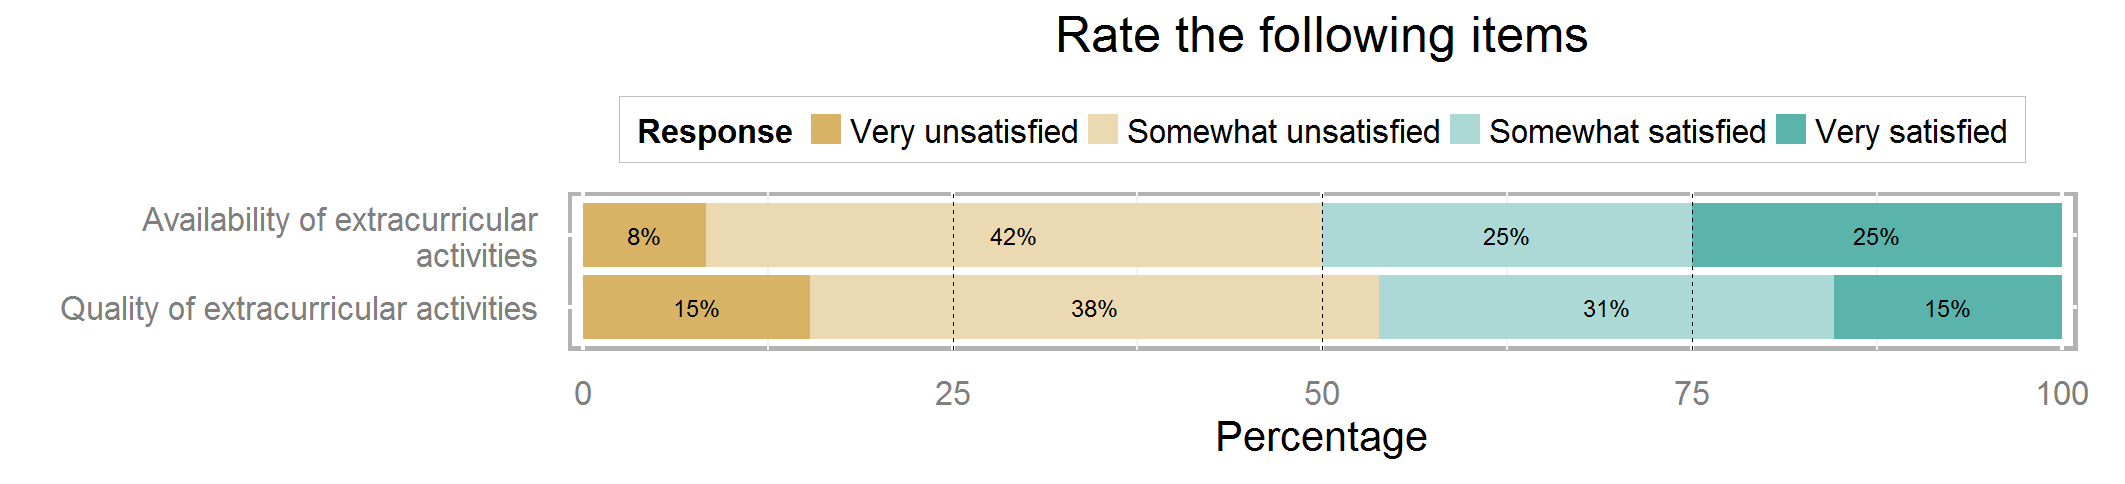 Rate the following items
Response Very unsatisfied Somewhat unsatisfied Somewhat satisfied Very satisfied
Availability of extracurricular
activities
8% 42% 25% 25%
Quality of extracurricular activities
15% 38% 31% 15%
0 25 50 75 100
Percentage